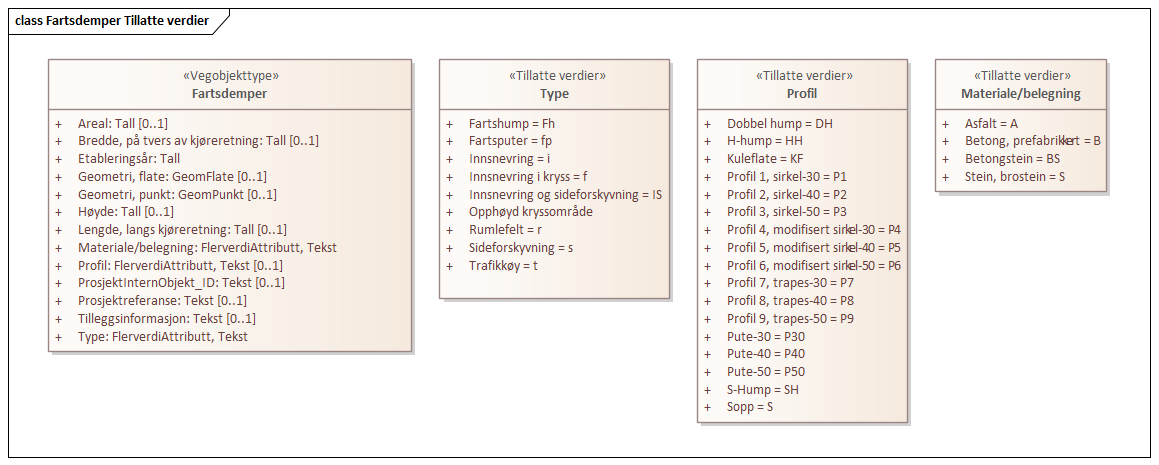 class Fartsdemper Tillatte verdier
«Vegobjekttype»
Fartsdemper
+ Areal: Tall [0..1]
+ Bredde, på tvers av kjøreretning: Tall [0..1]
+ Etableringsår: Tall
+ Geometri, flate: GeomFlate [0..1]
+ Geometri, punkt: GeomPunkt [0..1]
+ Høyde: Tall [0..1]
+ Lengde, langs kjøreretning: Tall [0..1]
+ Materiale/belegning: FlerverdiAttributt, Tekst
+ Profil: FlerverdiAttributt, Tekst [0..1]
+ ProsjektInternObjekt_ID: Tekst [0..1]
+ Prosjektreferanse: Tekst [0..1]
+ Tilleggsinformasjon: Tekst [0..1]
+ Type: FlerverdiAttributt, Tekst
«Tillatte verdier»
Type
+ Fartshump = Fh
+ Fartsputer = fp
+ Innsnevring = i
+ Innsnevring i kryss = f
+ Innsnevring og sideforskyvning = IS
+ Opphøyd kryssområde
+ Rumlefelt = r
+ Sideforskyvning = s
+ Trafikkøy = t
«Tillatte verdier»
Profil
+ Dobbel hump = DH
+ H-hump = HH
+ Kuleflate = KF
+ Profil 1, sirkel-30 = P1
+ Profil 2, sirkel-40 = P2
+ Profil 3, sirkel-50 = P3
+ Profil 4, modifisert sirkel-30 = P4
+ Profil 5, modifisert sirkel-40 = P5
+ Profil 6, modifisert sirkel-50 = P6
+ Profil 7, trapes-30 = P7
+ Profil 8, trapes-40 = P8
+ Profil 9, trapes-50 = P9
+ Pute-30 = P30
+ Pute-40 = P40
+ Pute-50 = P50
+ S-Hump = SH
+ Sopp = S
«Tillatte verdier»
Materiale/belegning
+ Asfalt = A
+ Betong, prefabrikkert = B
+ Betongstein = BS
+ Stein, brostein = S